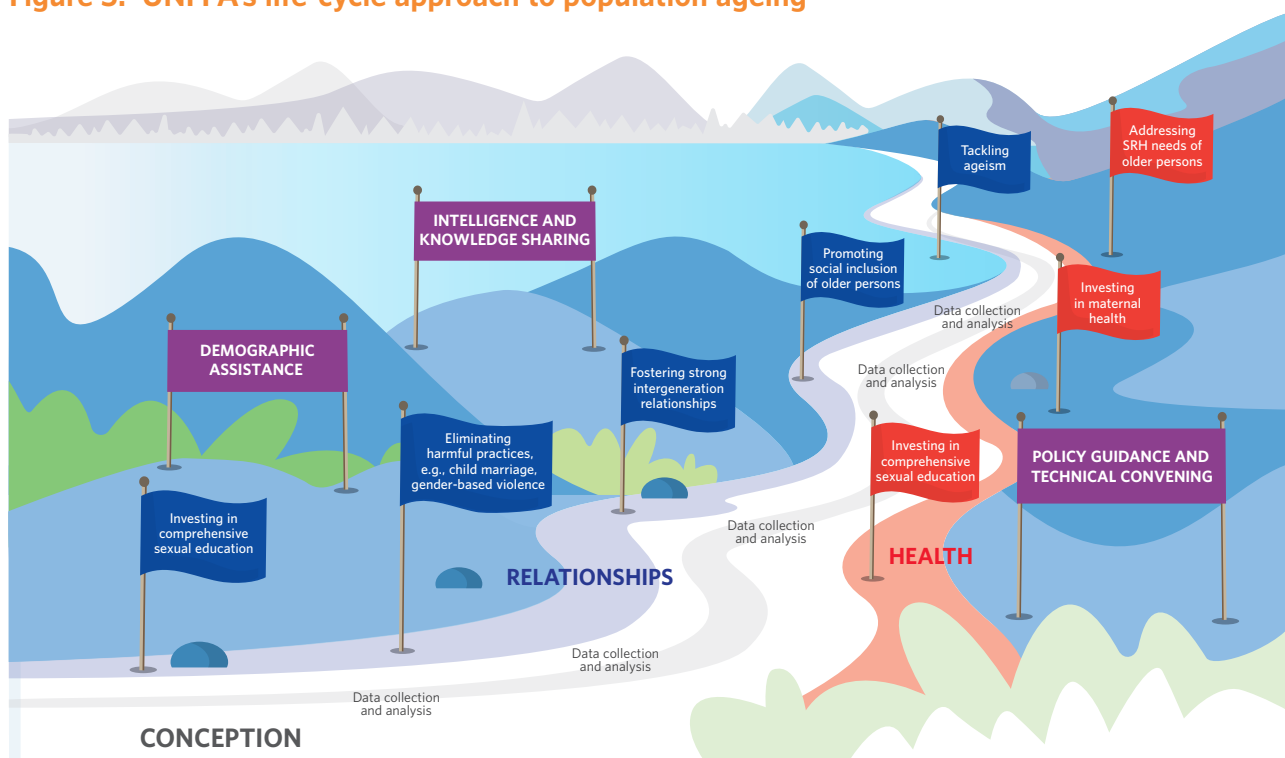 Figure 3: UNFPA's life-cycle approach to population ageing
Tackling
ageism
Addressing
SRH needs of
older persons
INTELLIGENCE AND
KNOWLEDGE SHARING
Promoting
social inclusion
of older persons
Investing
in maternal
health
Data collection
and analysis
DEMOGRAPHIC
ASSISTANCE
Fostering strong
intergeneration
relationships
Data collection
and analysis
Eliminating
harmful practices,
e.g., child marriage,
gender-based violence
Investing in
comprehensive
sexual education
POLICY GUIDANCE AND
TECHNICAL CONVENING
Investing in
comprehensive
sexual education
Data collection
and analysis
HEALTH
RELATIONSHIPS
Data collection
and analysis
Data collection
and analysis
CONCEPTION